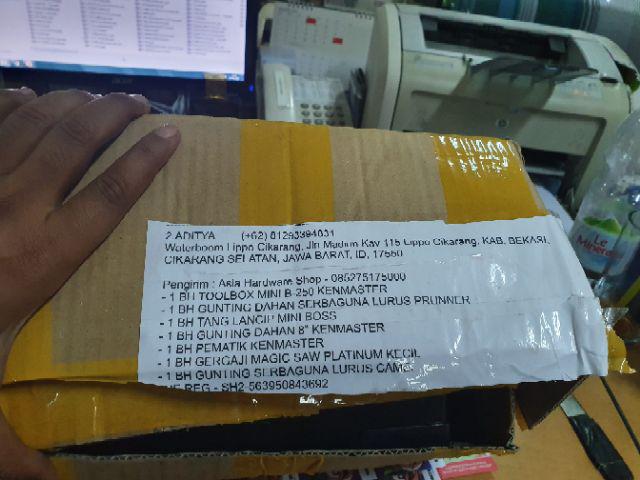 2 ADITYA (+62) 81293394031
Waterboom Lippo Cikarang, Jln Madiun Kav 115 Lippo Cikarang, KAB. BEKASI,
CIKARANG SELATAN, JAWA BARAT, ID, 17550
Pengirim : Asia Hardware Shop - 085275175000
- 1 BH TOOLBOX MINI B-250 KENMASTER
- 1 BH GUNTING DAHAN SERBAGUNA LURUS PRUNNER
- 1 BH TANG LANCIP MINI BOSS
- 1 BH GUNTING DAHAN 8" KENMASTER
- 1 BH PEMATIK KENMASTER
- 1 BH GERGAJI MAGIC SAW PLATINUM KECIL
- 1 BH GUNTING SERBAGUNA LURUS
REG - SH2-563950843692
Le
Minerale